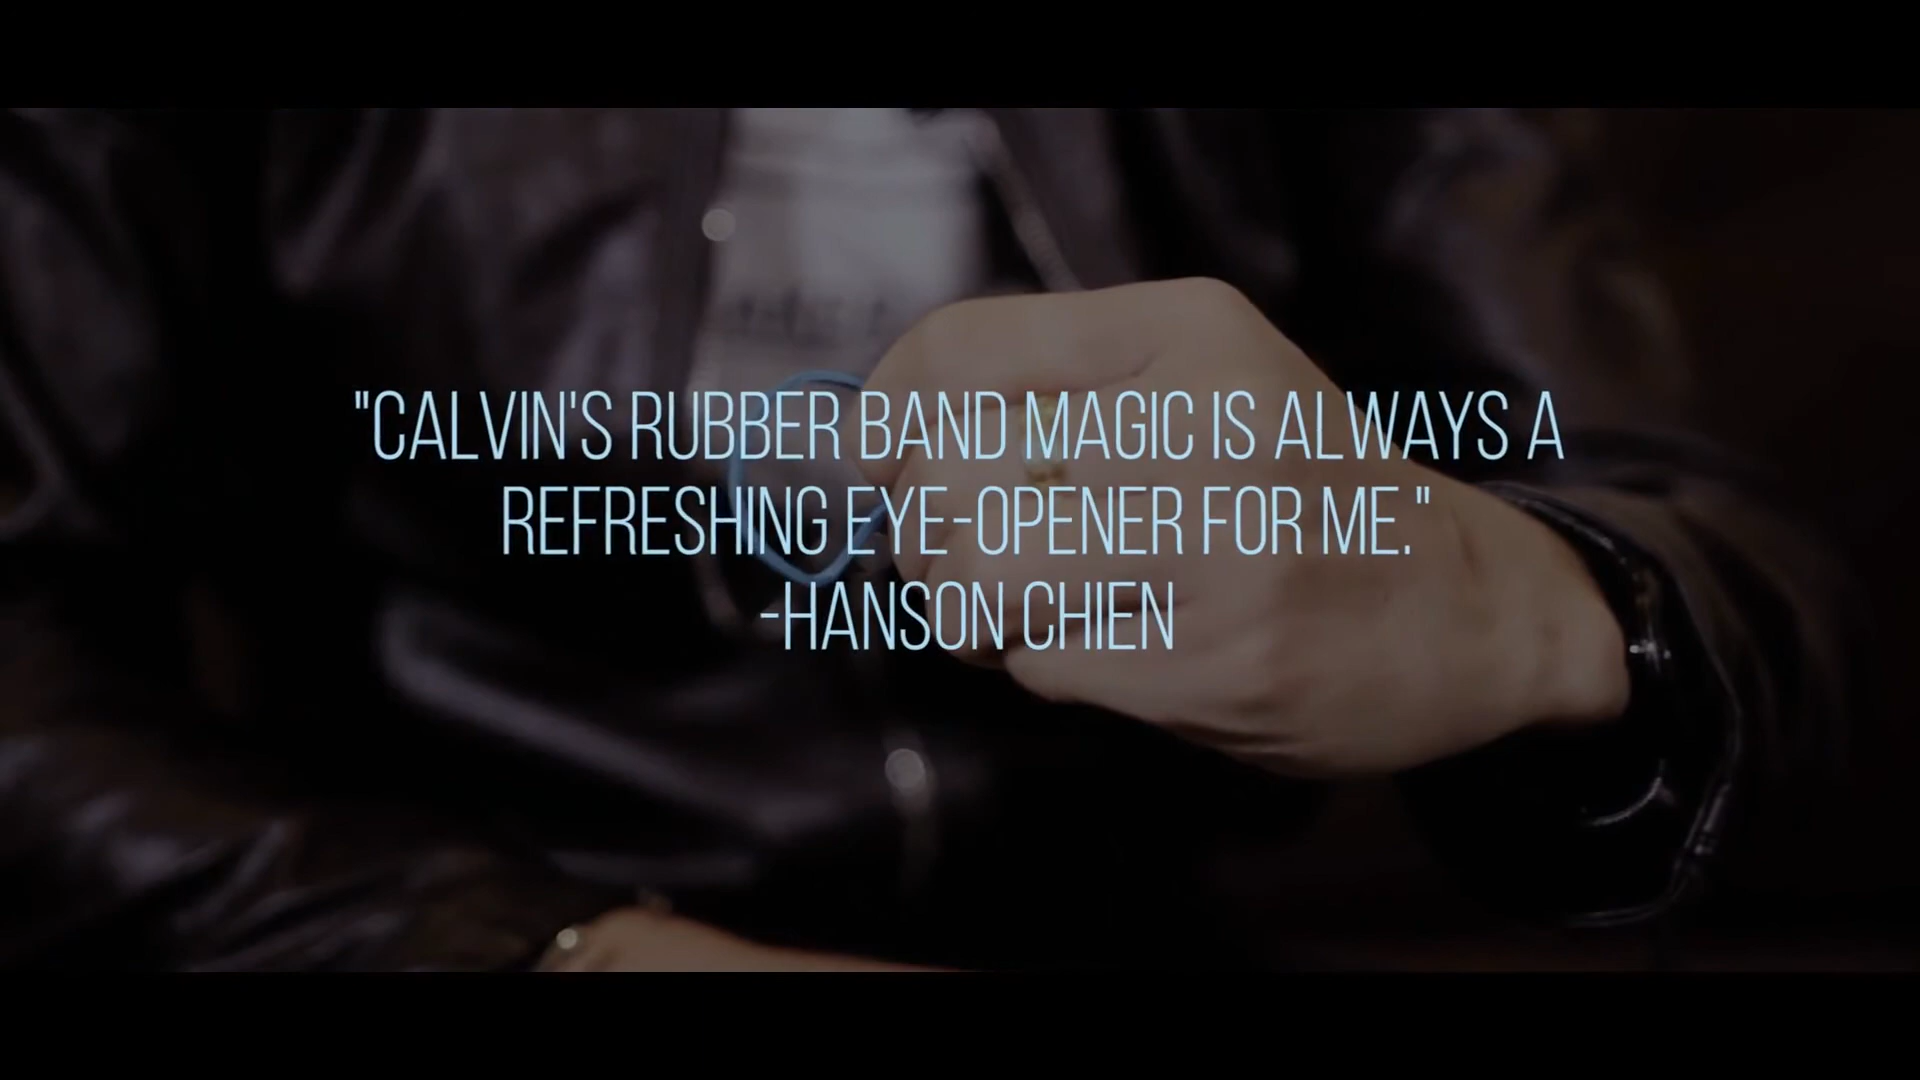 "CALVIN'S RUBBER BAND MAGIC IS ALWAYS A
REFRESHING EYE-OPENER FOR ME."
-HANSON CHIEN